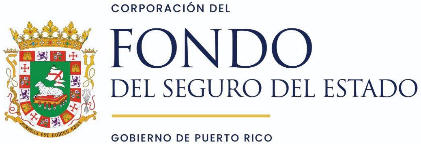 CORPORACIÓN DEL
FONDO
DEL SEGURO DEL ESTADO
GOBIERNO DE PUERTO RICO